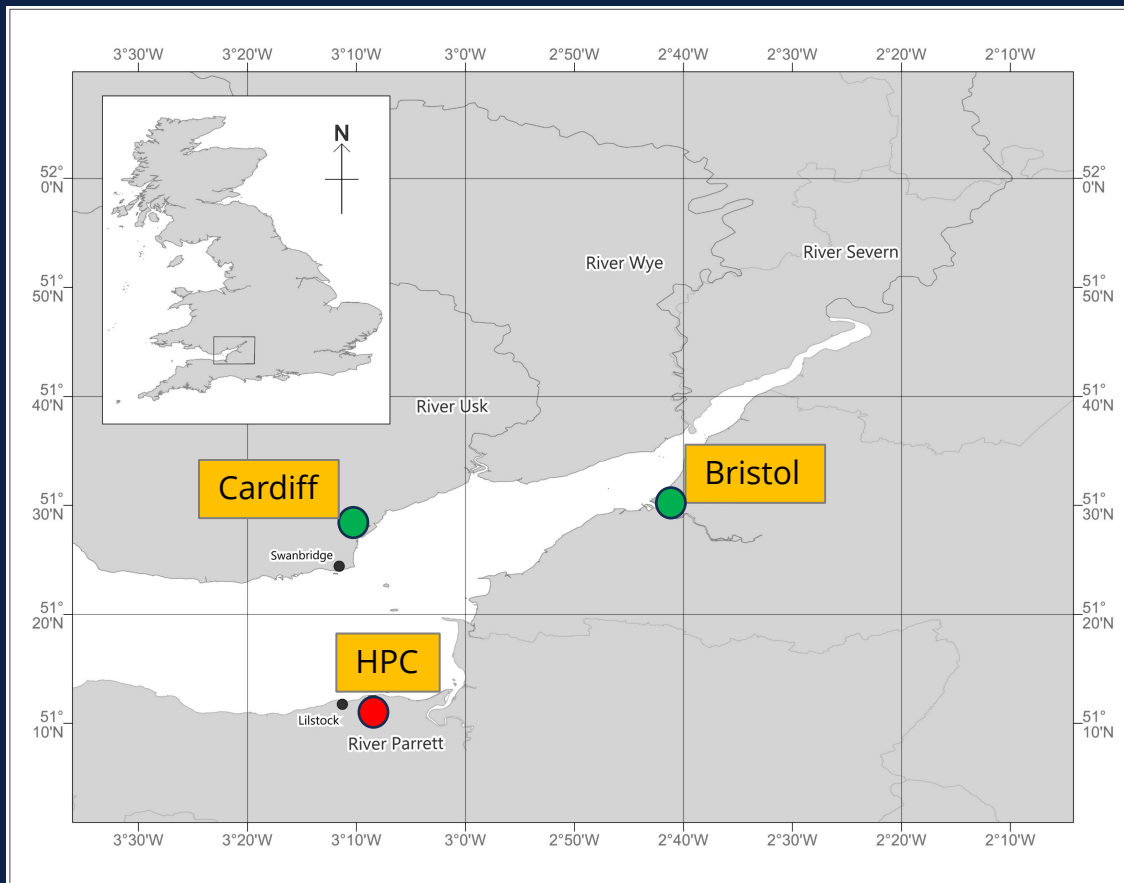 3°30'W 3°20'W 3°10'W 3°0'W 2°50'W 2°40'W 2°30'W 2°20'W 2°10'W
N
52°
0'N
52°
0'N
River Wye
River Severn
51°
50'N
51°
50'N
River Usk
51°
40'N
51°
40'N
Cardiff
Bristol
51°
30'N
51°
30'N
Swanbridge
51°
20'N
51°
20'N
HPC
Lilstock
River Parrett
51°
10'N
51°
10'N
3°30'W 3°20'W 3°10'W 3°0'W 2°50'W 2°40'W 2°30'W 2°20'W 2°10'W